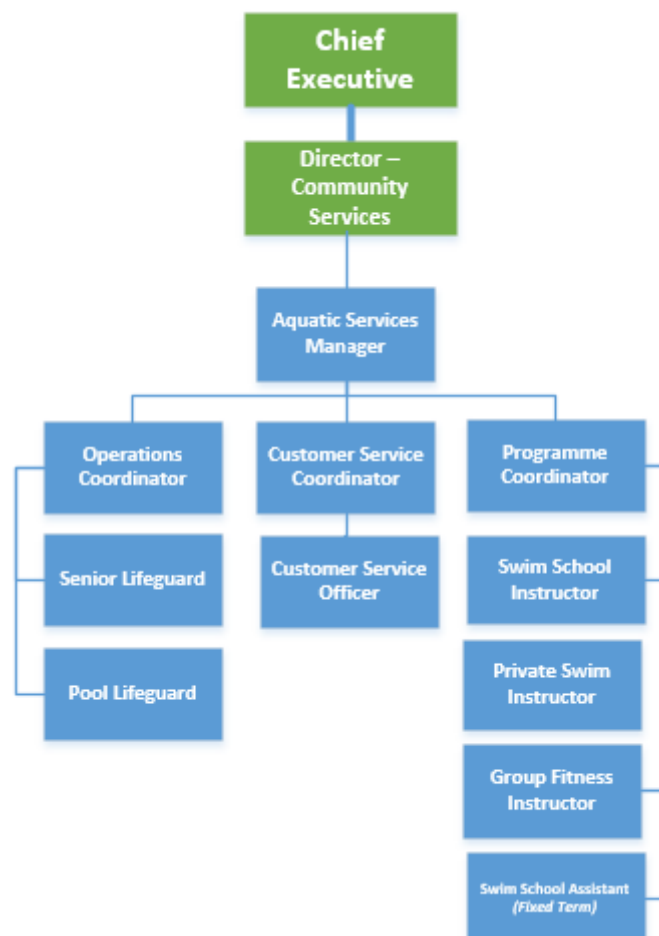 Chief
Executive
Director –
Community
Services
Aquatic Services
Manager
Operations
Coordinator
Customer Service
Coordinator
Programme
Coordinator
Senior Lifeguard
Customer Service
Officer
Swim School
Instructor
Pool Lifeguard
Private Swim
Instructor
Group Fitness
Instructor
Swim School Assistant
(Fixed Term)